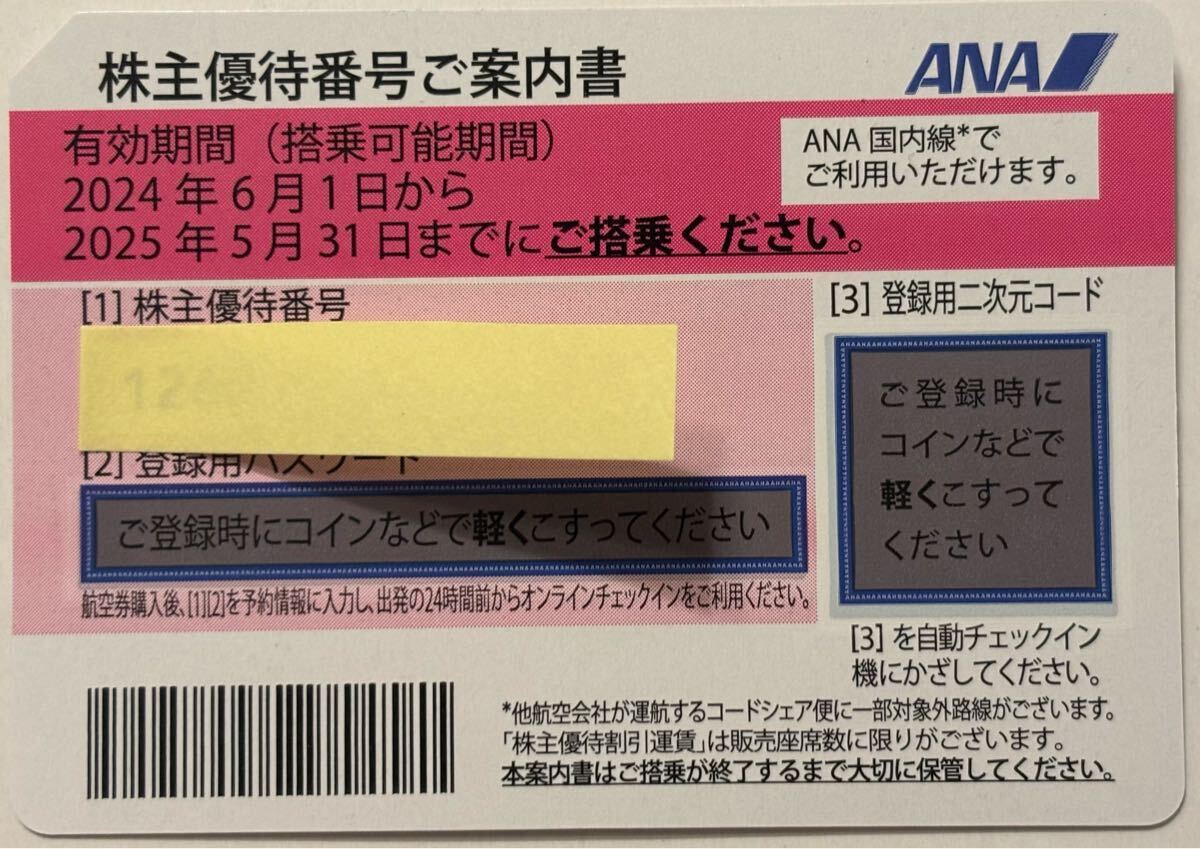 株主優待番号ご案内書
ANA
有効期間（搭乗可能期間）
2024年6月1日から
2025年5月31日までにご搭乗ください。
ANA国内線*で
ご利用いただけます。
[1] 株主優待番号
12
[2] 登録用パスワード
ご登録時にコインなどで軽くこすってください
航空券購入後、[1][2]を予約情報に入力し、出発の24時間前からオンラインチェックインをご利用ください。
[3] 登録用二次元コード
ご登録時に
コインなどで
軽くこすって
ください
[3] を自動チェックイン
機にかざしてください。
*他航空会社が運航するコードシェア便に一部対象外路線がございます。
「株主優待割引運賃」は販売座席数に限りがございます。
本案内書はご搭乗が終了するまで大切に保管してください。